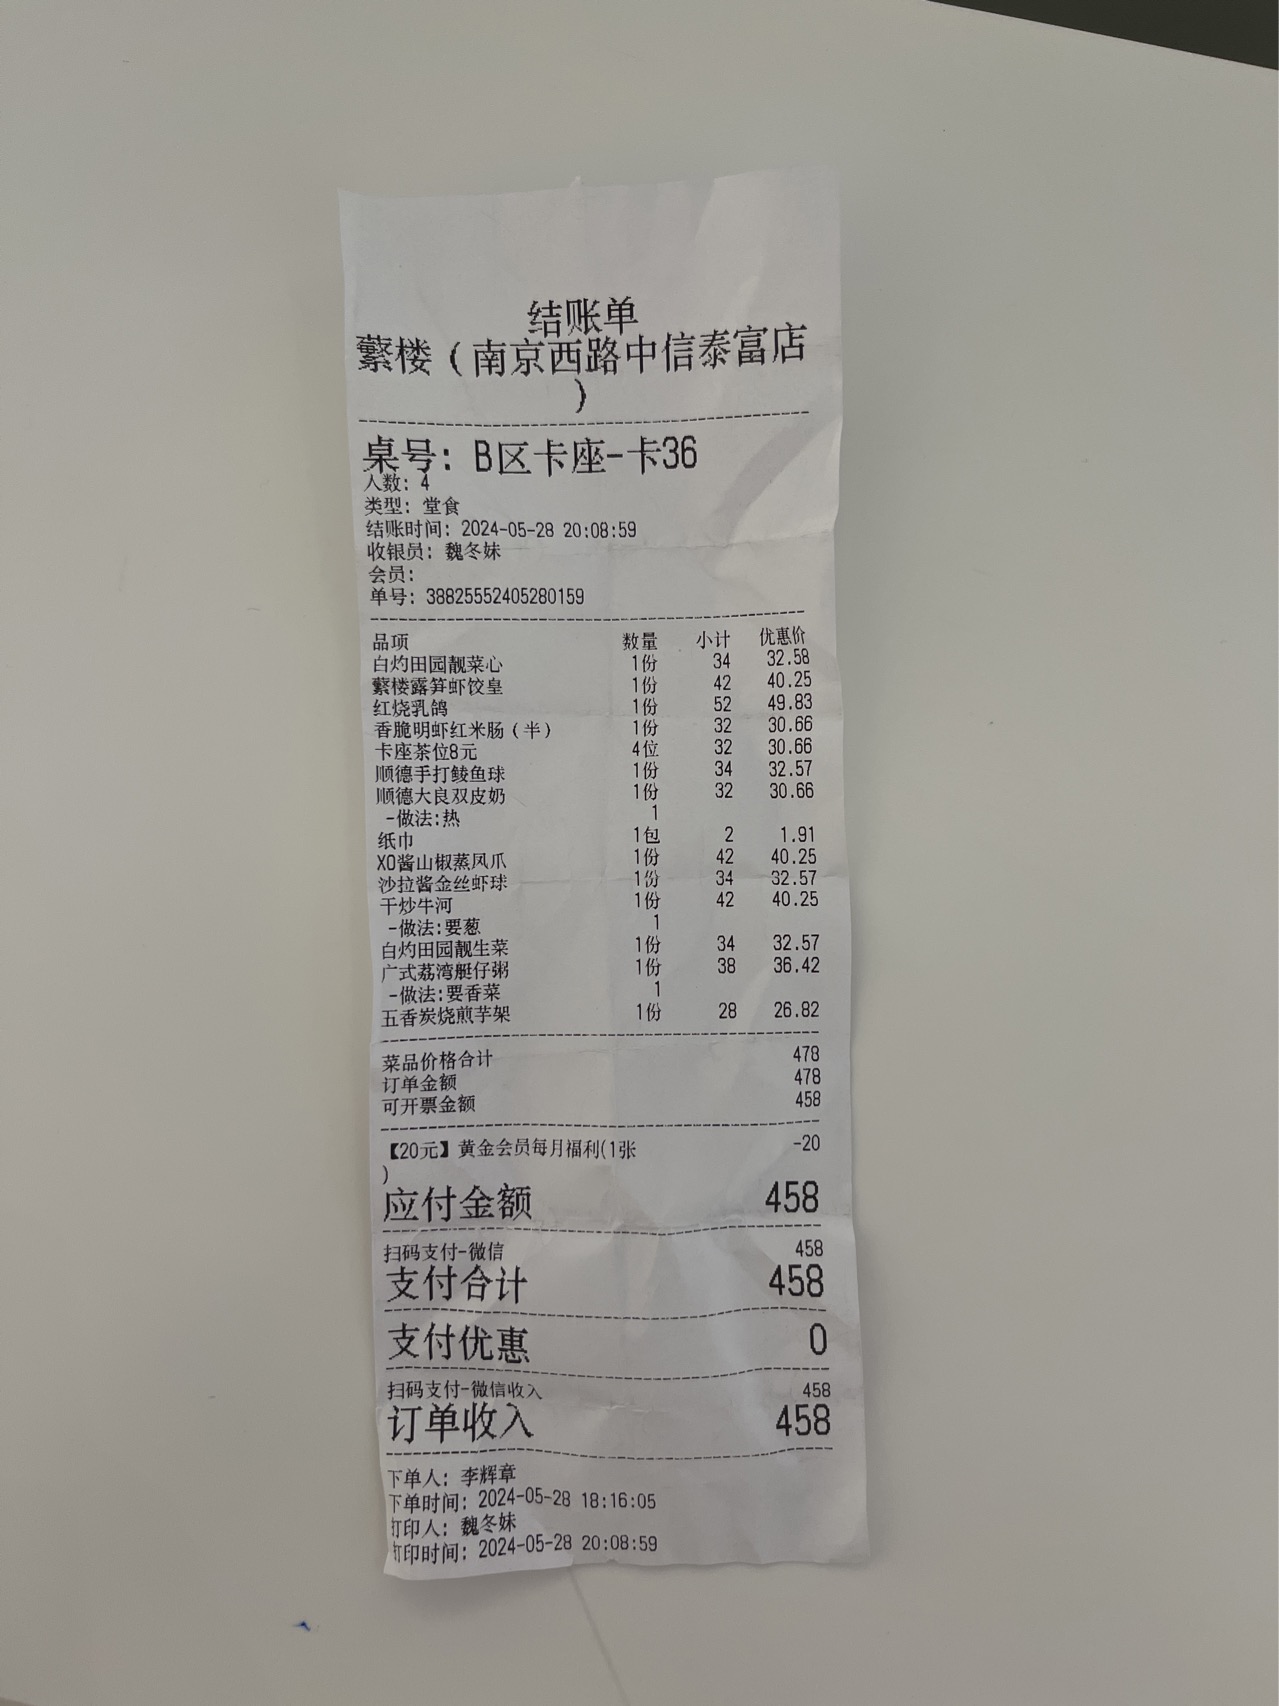 结账单
蘩楼（南京西路中信泰富店
）
桌号: B区卡座-卡36
人数: 4
类型: 堂食
结账时间: 2024-05-28 20:08:59
收银员: 魏冬妹
会员:
单号: 38825552405280159
品项 数量 小计 优惠价
白灼田园靓菜心 1份 34 32.58
蘩楼露笋虾饺皇 1份 42 40.25
红烧乳鸽 1份 52 49.83
香脆明虾红米肠（半） 1份 32 30.66
卡座茶位8元 4位 32 30.66
顺德手打鲮鱼球 1份 34 32.57
顺德大良双皮奶 1份 32 30.66
-做法:热 1
纸巾 1包 2 1.91
XO酱山椒蒸凤爪 1份 42 40.25
沙拉酱金丝虾球 1份 34 32.57
干炒牛河 1份 42 40.25
-做法:要葱 1
白灼田园靓生菜 1份 34 32.57
广式荔湾艇仔粥 1份 38 36.42
-做法:要香菜 1
五香炭烧煎芋架 1份 28 26.82
菜品价格合计 478
订单金额 478
可开票金额 458
【20元】黄金会员每月福利(1张 -20
)
应付金额 458
扫码支付-微信 458
支付合计 458
支付优惠 0
扫码支付-微信收入 458
订单收入 458
下单人: 李辉章
下单时间: 2024-05-28 18:16:05
打印人: 魏冬妹
打印时间: 2024-05-28 20:08:59